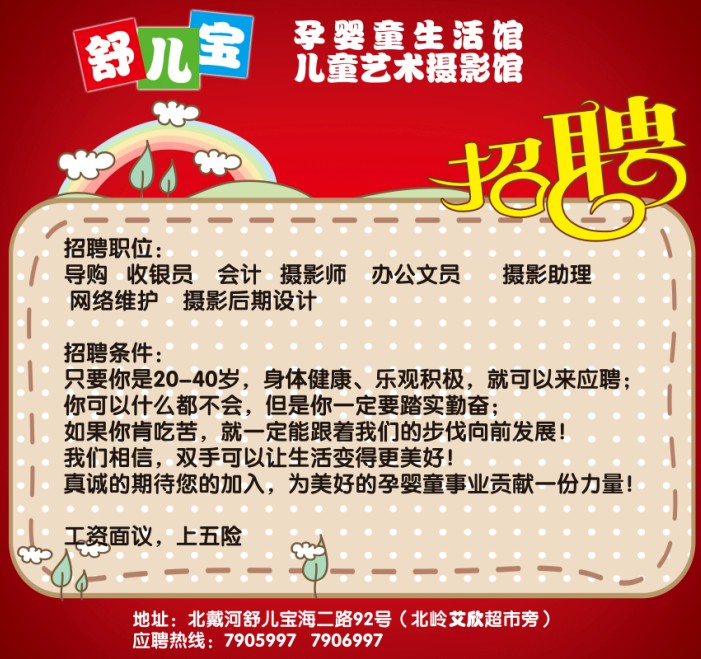 舒儿宝
孕婴童生活馆
儿童艺术摄影馆
招聘
招聘职位：
导购 收银员 会计 摄影师 办公文员 摄影助理
网络维护 摄影后期设计
招聘条件：
只要你是20-40岁，身体健康、乐观积极，就可以来应聘；
你可以什么都不会，但是你一定要踏实勤奋；
如果你肯吃苦，就一定能跟着我们的步伐向前发展！
我们相信，双手可以让生活变得更美好！
真诚的期待您的加入，为美好的孕婴童事业贡献一份力量！
工资面议，上五险
地址：北戴河舒儿宝海二路92号（北岭艾欣超市旁）
应聘热线：7905997 7906997